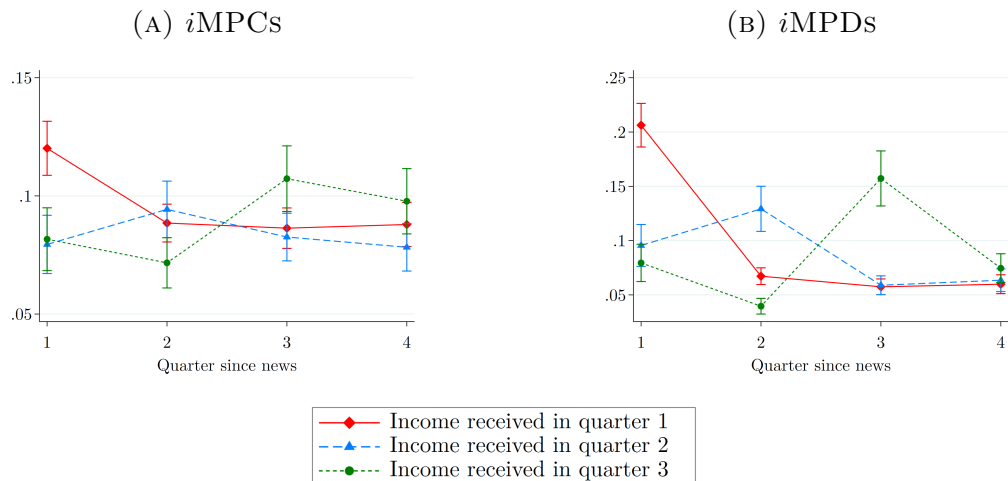 (A) iMPCs
.15
.1
.05
1 2 3 4
Quarter since news
(B) iMPDs
.25
.2
.15
.1
.05
1 2 3 4
Quarter since news
Income received in quarter 1
Income received in quarter 2
Income received in quarter 3